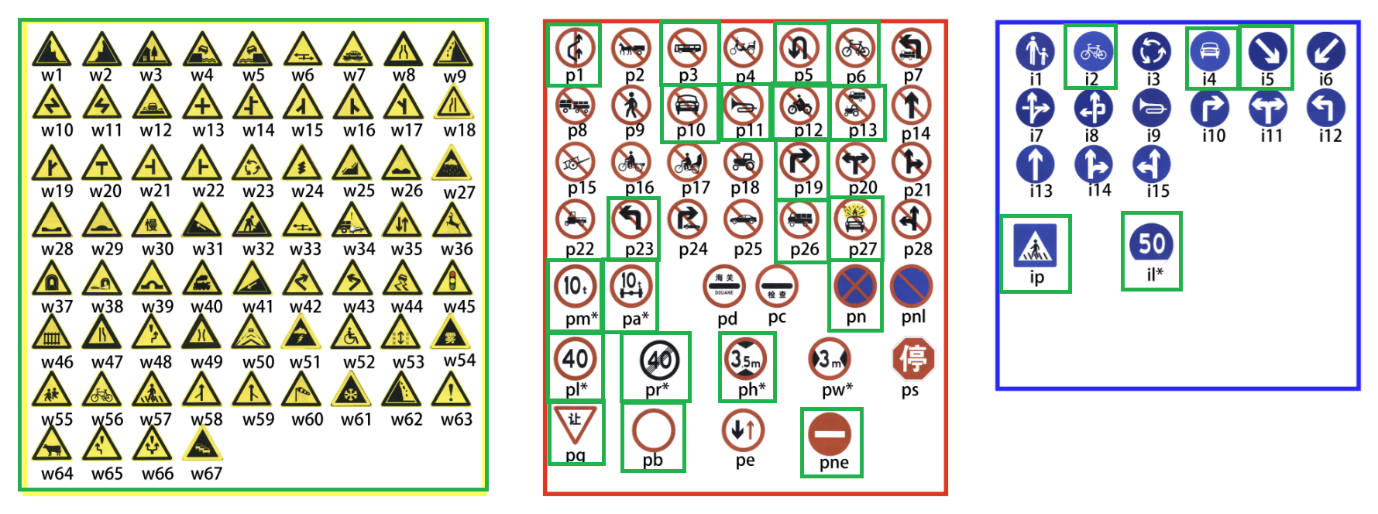 w1 w2 w3 w4 w5 w6 w7 w8 w9
w10 w11 w12 w13 w14 w15 w16 w17 w18
w19 w20 w21 w22 w23 w24 w25 w26 w27
慢
w28 w29 w30 w31 w32 w33 w34 w35 w36
w37 w38 w39 w40 w41 w42 w43 w44 w45
w46 w47 w48 w49 w50 w51 w52 w53 w54
w55 w56 w57 w58 w59 w60 w61 w62 w63
w64 w65 w66 w67
p1 p2 p3 p4 p5 p6 p7
p8 p9 p10 p11 p12 p13 p14
p15 p16 p17 p18 p19 p20 p21
p22 p23 p24 p25 p26 p27 p28
10t 10t 海关 DOUANE 检查
pm* pa* pd pc pn pnl
40 40 3.5m 3m 停
pl* pr* ph* pw* ps
让
pg pb pe pne
i1 i2 i3 i4 i5 i6
i7 i8 i9 i10 i11 i12
i13 i14 i15
50
ip il*